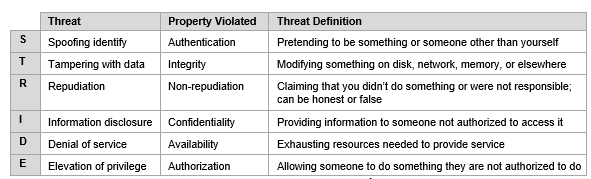 Threat Property Violated Threat Definition
S Spoofing identify Authentication Pretending to be something or someone other than yourself
T Tampering with data Integrity Modifying something on disk, network, memory, or elsewhere
R Repudiation Non-repudiation Claiming that you didn't do something or were not responsible;
can be honest or false
I Information disclosure Confidentiality Providing information to someone not authorized to access it
D Denial of service Availability Exhausting resources needed to provide service
E Elevation of privilege Authorization Allowing someone to do something they are not authorized to do